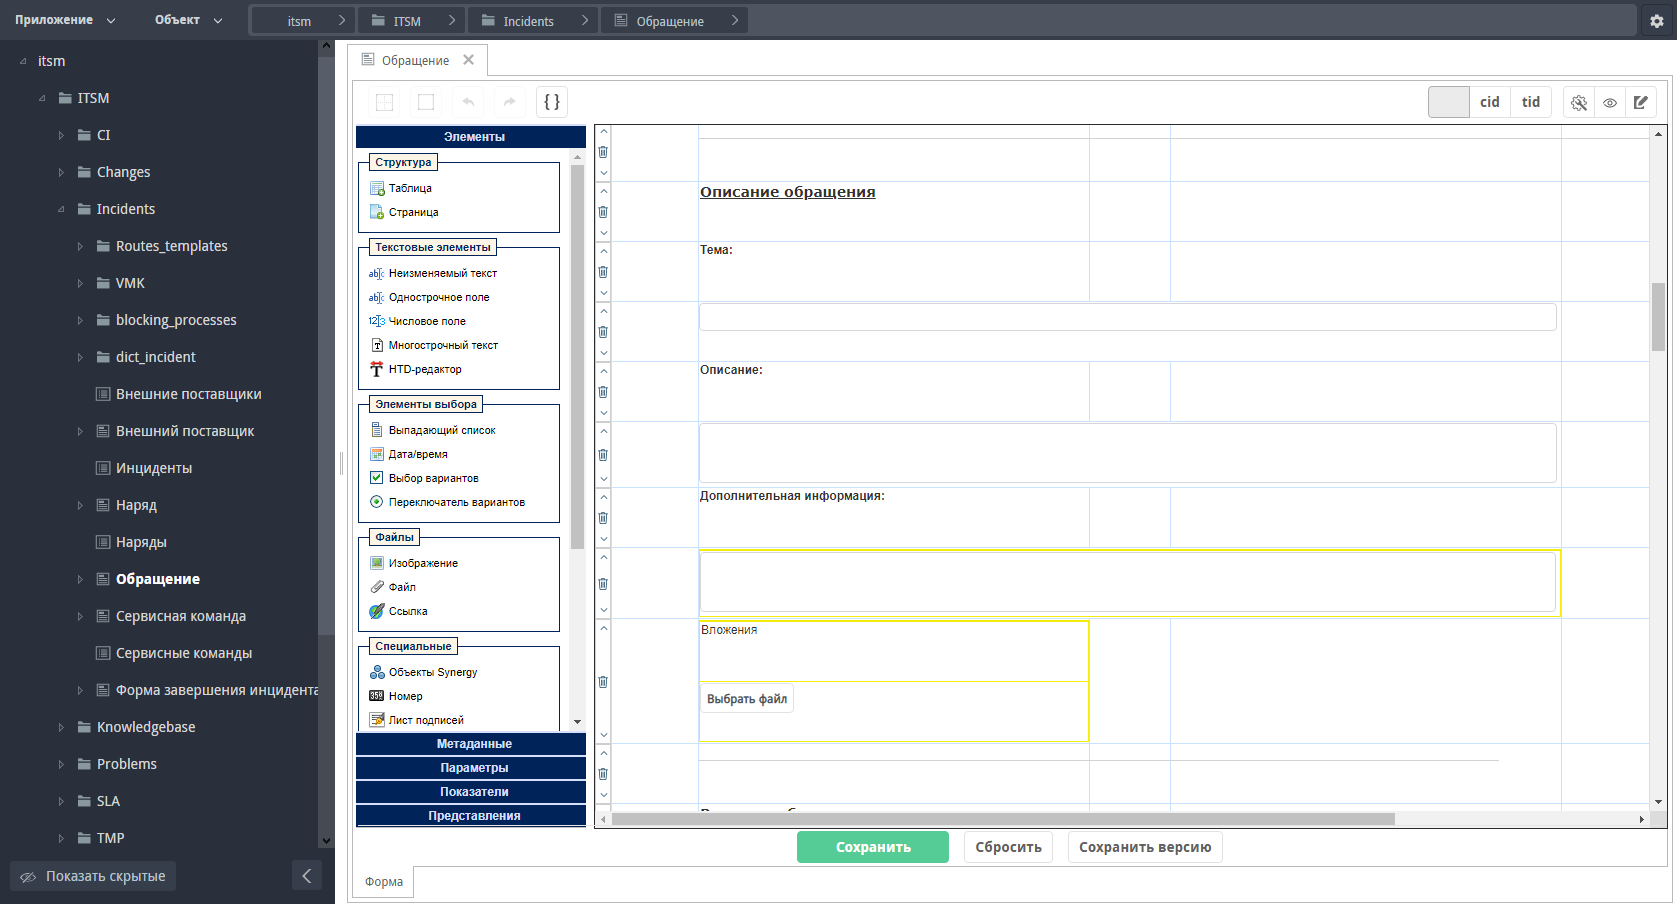 Приложение
Объект
itsm
ITSM
Incidents
Обращение
itsm
ITSM
CI
Changes
Incidents
Routes_templates
VMK
blocking_processes
dict_incident
Внешние поставщики
Внешний поставщик
Инциденты
Наряд
Наряды
Обращение
Сервисная команда
Сервисные команды
Форма завершения инцидента
Knowledgebase
Problems
SLA
TMP
Показать скрытые
Обращение
{ }
cid
tid
Элементы
Структура
Таблица
Страница
Текстовые элементы
Неизменяемый текст
Однострочное поле
Числовое поле
Многострочный текст
HTD-редактор
Элементы выбора
Выпадающий список
Дата/время
Выбор вариантов
Переключатель вариантов
Файлы
Изображение
Файл
Ссылка
Специальные
Объекты Synergy
Номер
Лист подписей
Метаданные
Параметры
Показатели
Представления
Описание обращения
Тема:
Описание:
Дополнительная информация:
Вложения
Выбрать файл
Сохранить
Сбросить
Сохранить версию
Форма